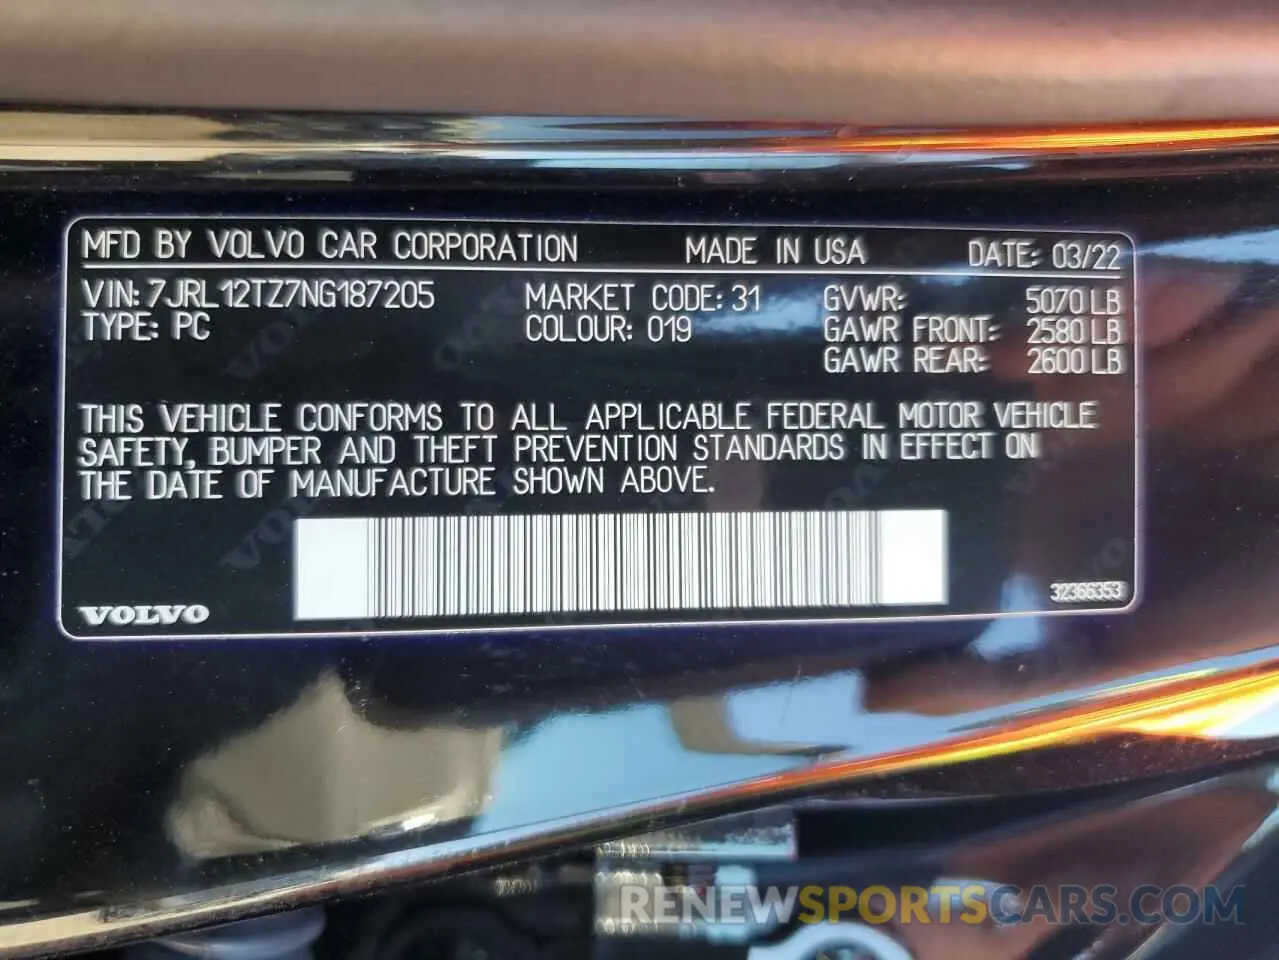 MFD BY VOLVO CAR CORPORATION MADE IN USA DATE: 03/22
VIN: 7JRL12TZ7NG187205 MARKET CODE: 31 GVWR: 5070 LB
TYPE: PC COLOUR: 019 GAWR FRONT: 2580 LB
GAWR REAR: 2600 LB
THIS VEHICLE CONFORMS TO ALL APPLICABLE FEDERAL MOTOR VEHICLE
SAFETY, BUMPER AND THEFT PREVENTION STANDARDS IN EFFECT ON
THE DATE OF MANUFACTURE SHOWN ABOVE.
VOLVO 32366353
RENEWSPORTSCARS.COM